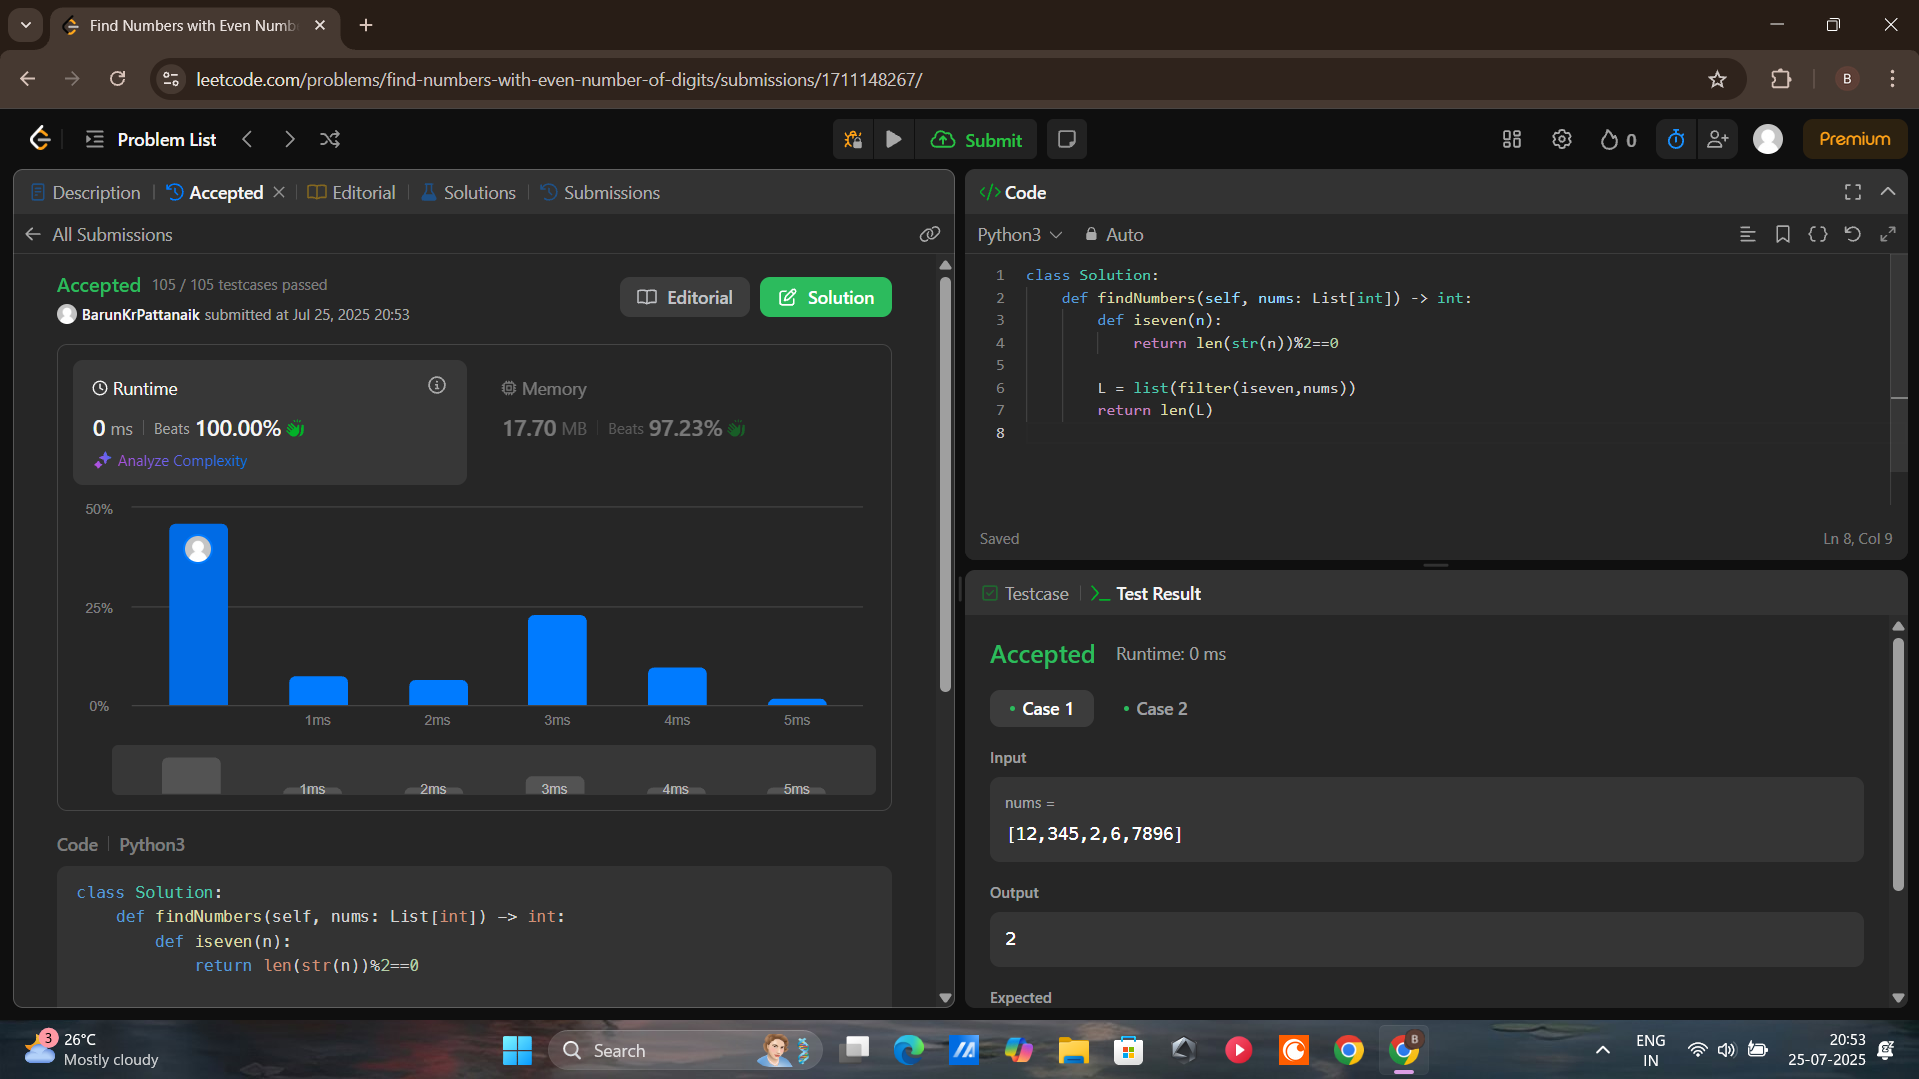 Find Numbers with Even Numb
leetcode.com/problems/find-numbers-with-even-number-of-digits/submissions/1711148267/
B
Problem List
Submit
0
Premium
Description
Accepted
Editorial
Solutions
Submissions
All Submissions
Accepted 105 / 105 testcases passed
BarunKrPattanaik submitted at Jul 25, 2025 20:53
Editorial
Solution
Runtime
0 ms Beats 100.00%
Analyze Complexity
Memory
17.70 MB Beats 97.23%
50%
25%
0%
1ms 2ms 3ms 4ms 5ms
1ms 2ms 3ms 4ms 5ms
Code Python3
class Solution:
def findNumbers(self, nums: List[int]) -> int:
def iseven(n):
return len(str(n))%2==0
</> Code
Python3 Auto
1 class Solution:
2 def findNumbers(self, nums: List[int]) -> int:
3 def iseven(n):
4 return len(str(n))%2==0
5
6 L = list(filter(iseven,nums))
7 return len(L)
8
Saved
Ln 8, Col 9
Testcase
>_ Test Result
Accepted Runtime: 0 ms
Case 1 Case 2
Input
nums =
[12,345,2,6,7896]
Output
2
Expected
3
26°C
Mostly cloudy
Search
B
ENG
IN
20:53
25-07-2025